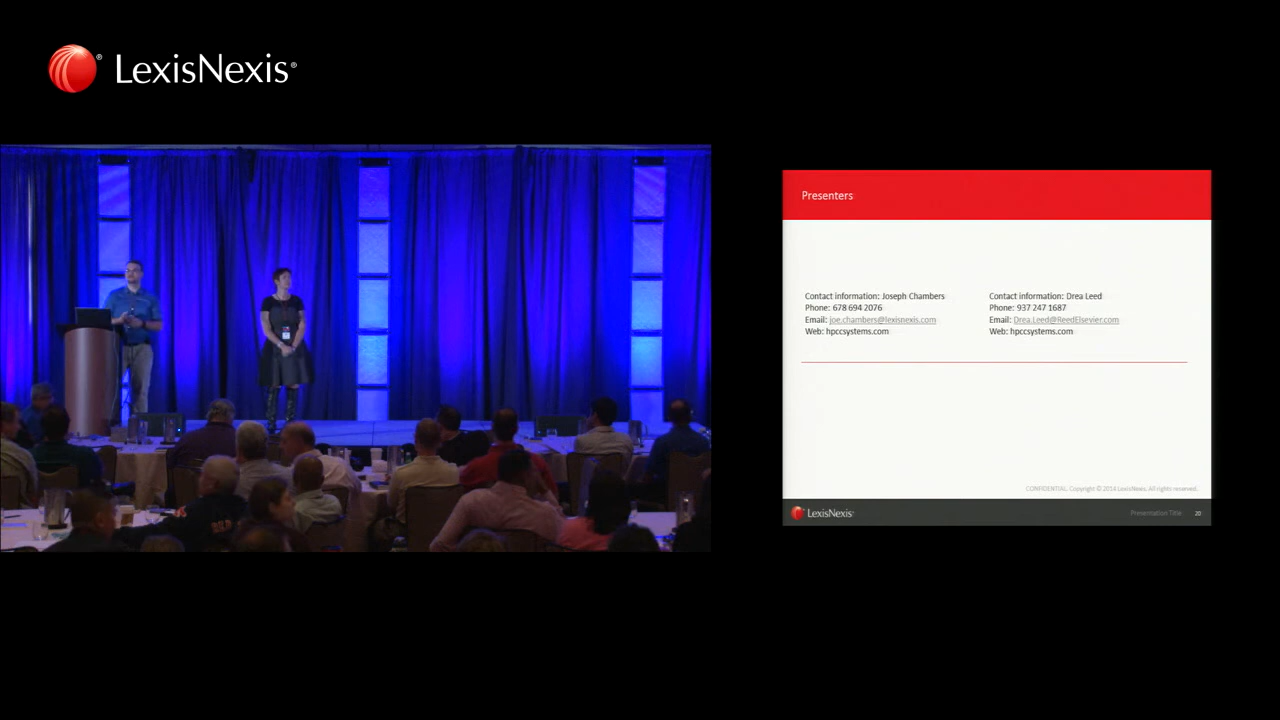 LexisNexis®
Presenters
Contact information: Joseph Chambers
Phone: 678 694 2076
Email: joe.chambers@lexisnexis.com
Web: hpccsystems.com
Contact information: Drea Leed
Phone: 937 247 1687
Email: Drea.Leed@ReedElsevier.com
Web: hpccsystems.com
CONFIDENTIAL. Copyright © 2014 LexisNexis. All rights reserved.
LexisNexis®
Presentation Title
20